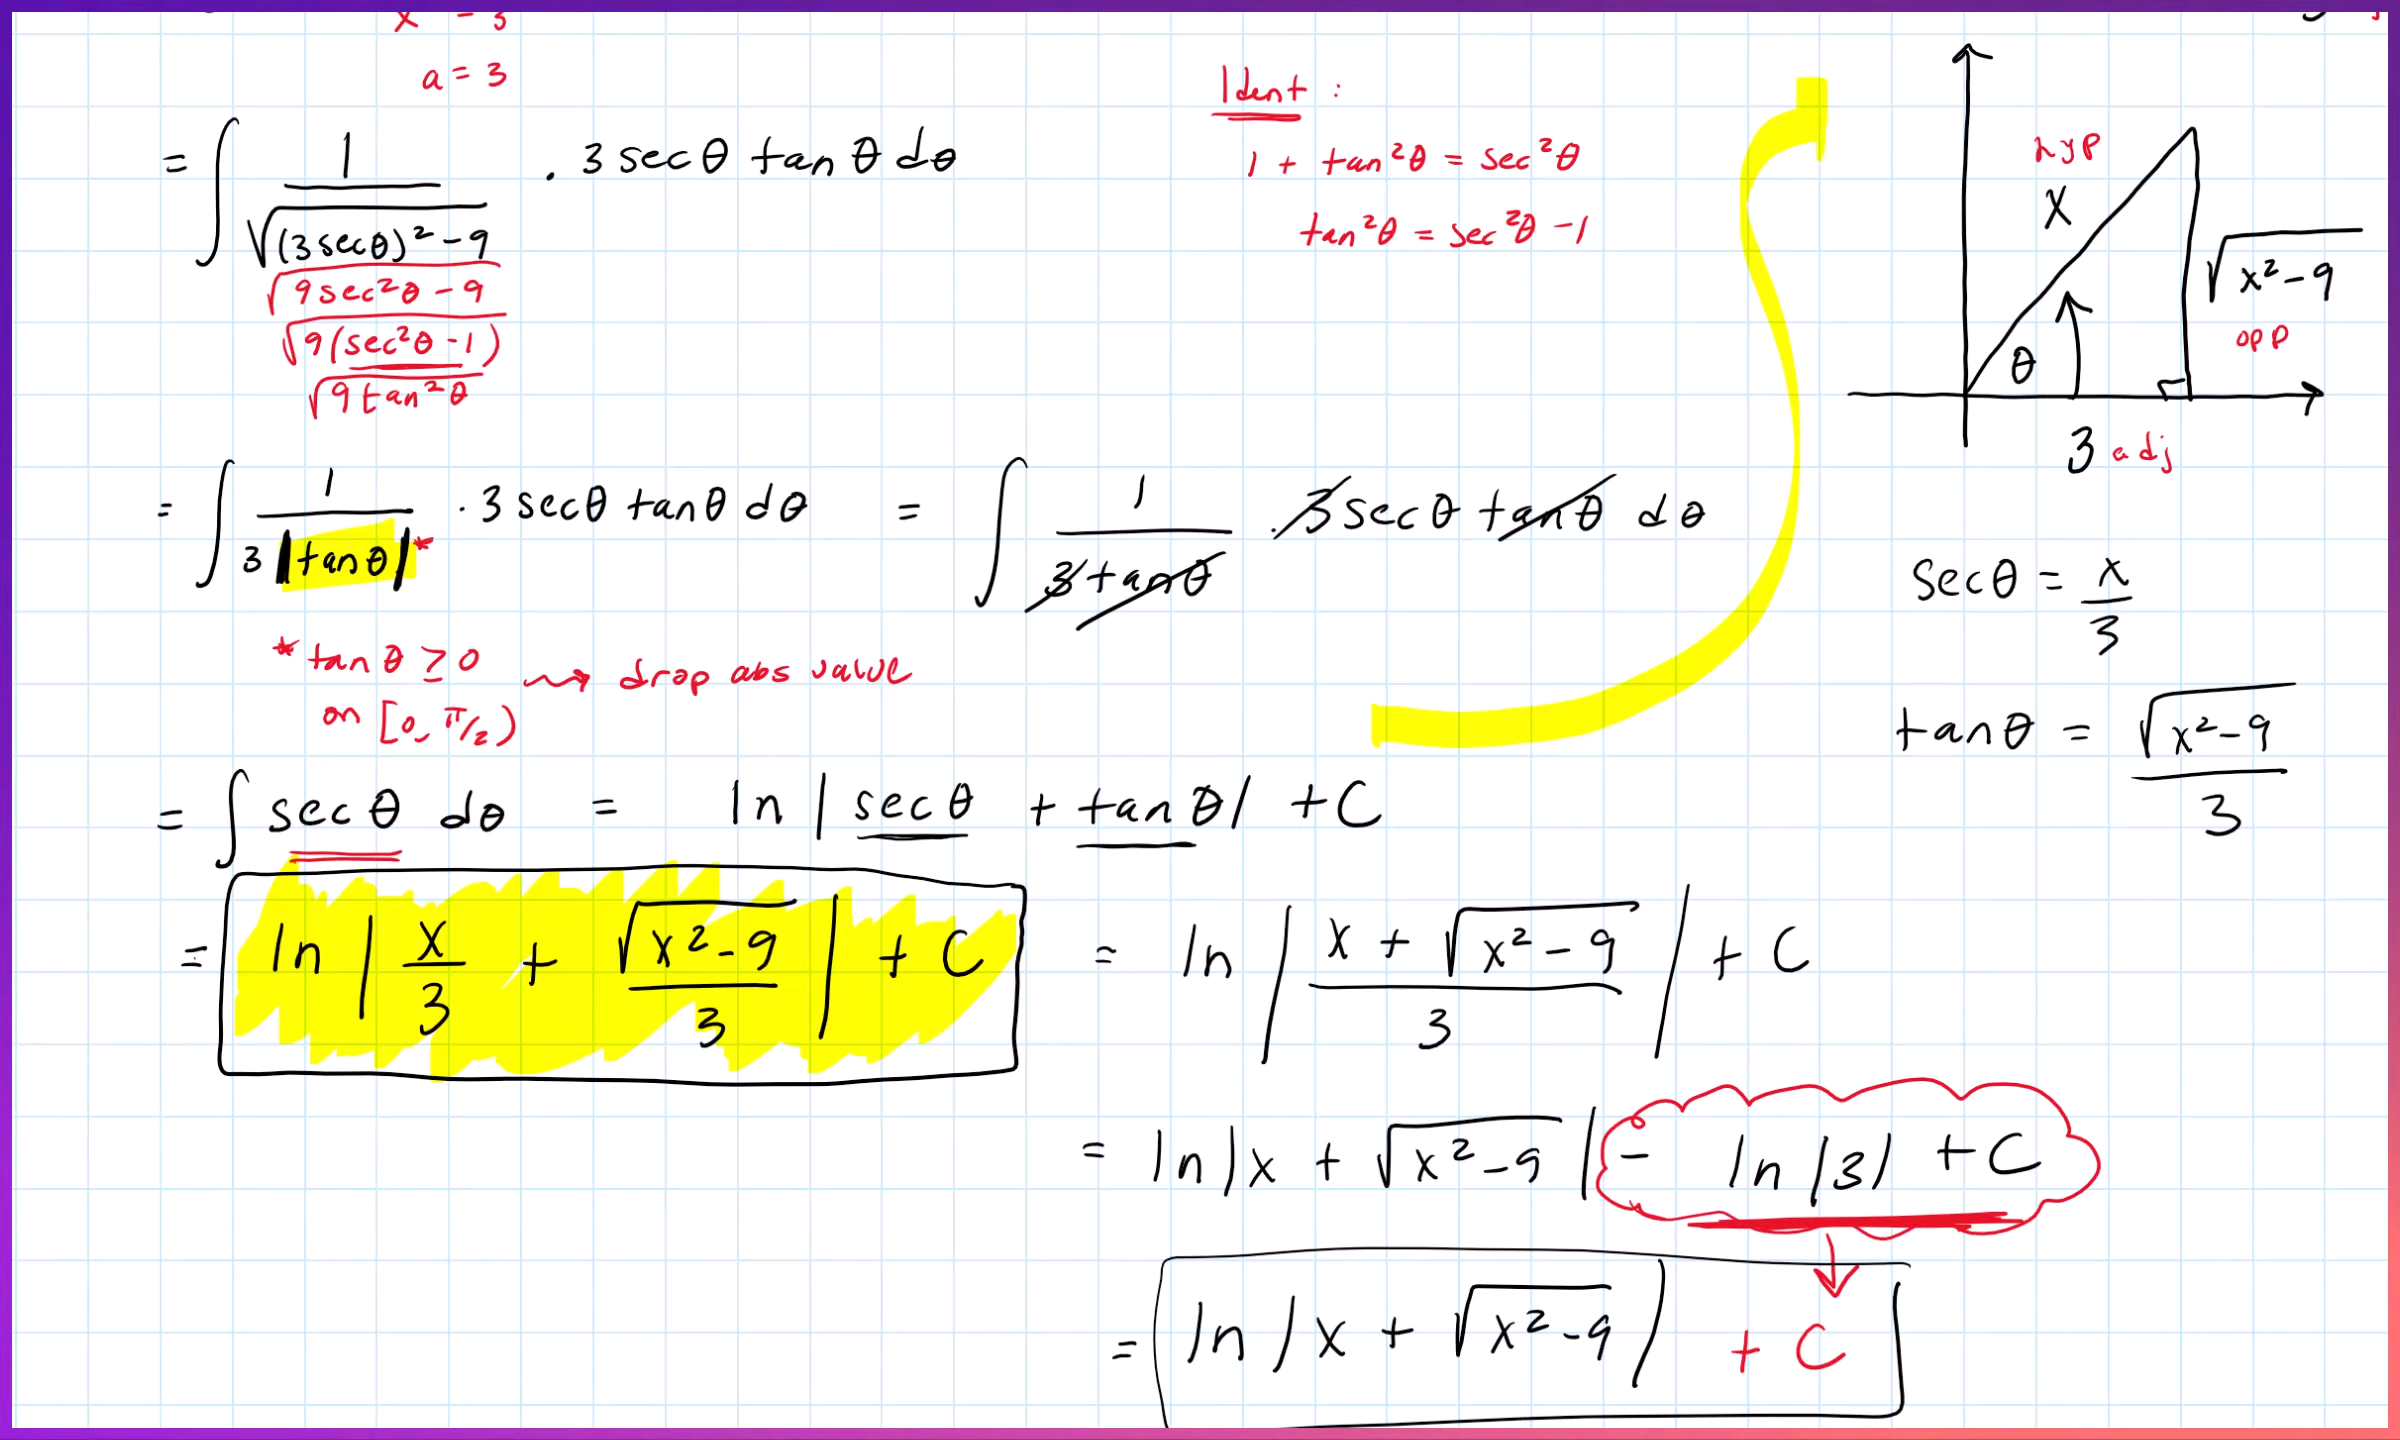 x = 3
a = 3
= ∫ 1 / √((3secθ)² − 9) · 3 secθ tanθ dθ
√(9sec²θ − 9)
√(9(sec²θ − 1))
√(9tan²θ)
Ident :
1 + tan²θ = sec²θ
tan²θ = sec²θ − 1
hyp
x
√(x² − 9)
opp
θ
3 adj
= ∫ 1 / 3|tanθ|* · 3 secθ tanθ dθ = ∫ 1 / 3tanθ · 3secθ tanθ dθ
* tanθ ≥ 0 ⇝ drop abs value
on [0, π/2)
secθ = x/3
tanθ = √(x² − 9) / 3
= ∫ secθ dθ = ln |secθ + tanθ| + C
= ln | x/3 + √(x² − 9)/3 | + C = ln | (x + √(x² − 9)) / 3 | + C
= ln |x + √(x² − 9)| − ln |3| + C
= ln |x + √(x² − 9)| + C